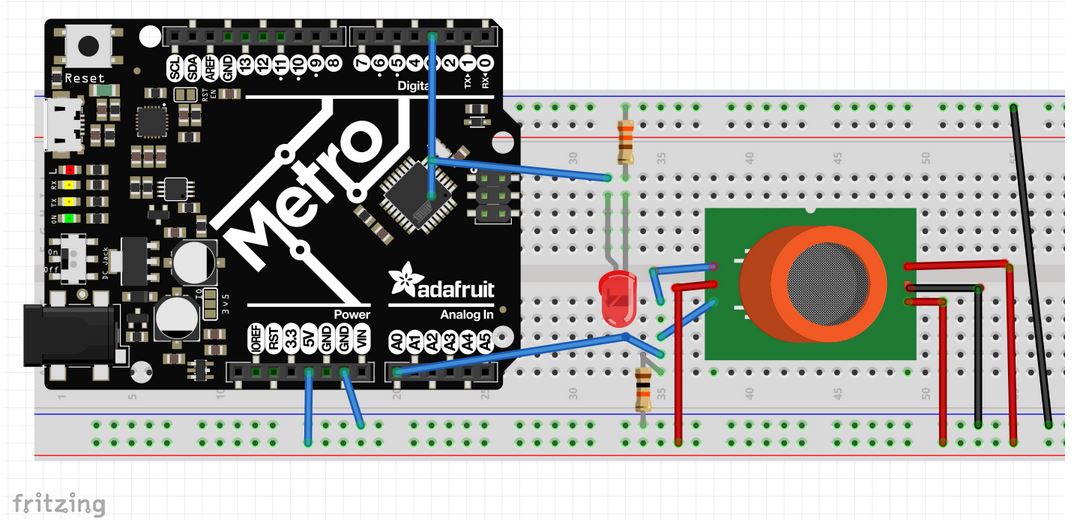 Reset
SCL SDA AREF GND 13 12 ~11 ~10 ~9 8 7 ~6 ~5 4 2 TX▸1 RX◂0
Digital
RST
EN
L
RX
TX
ON
On
Off
DC Jack
3V5
Metro
adafruit
Power
Analog In
IOREF RST 3.3 5V GND GND VIN A0 A1 A2 A3 A4 A5
30 35 40 45 50 55
1 5 10 20 25 30 35 40 45 50 55
fritzing